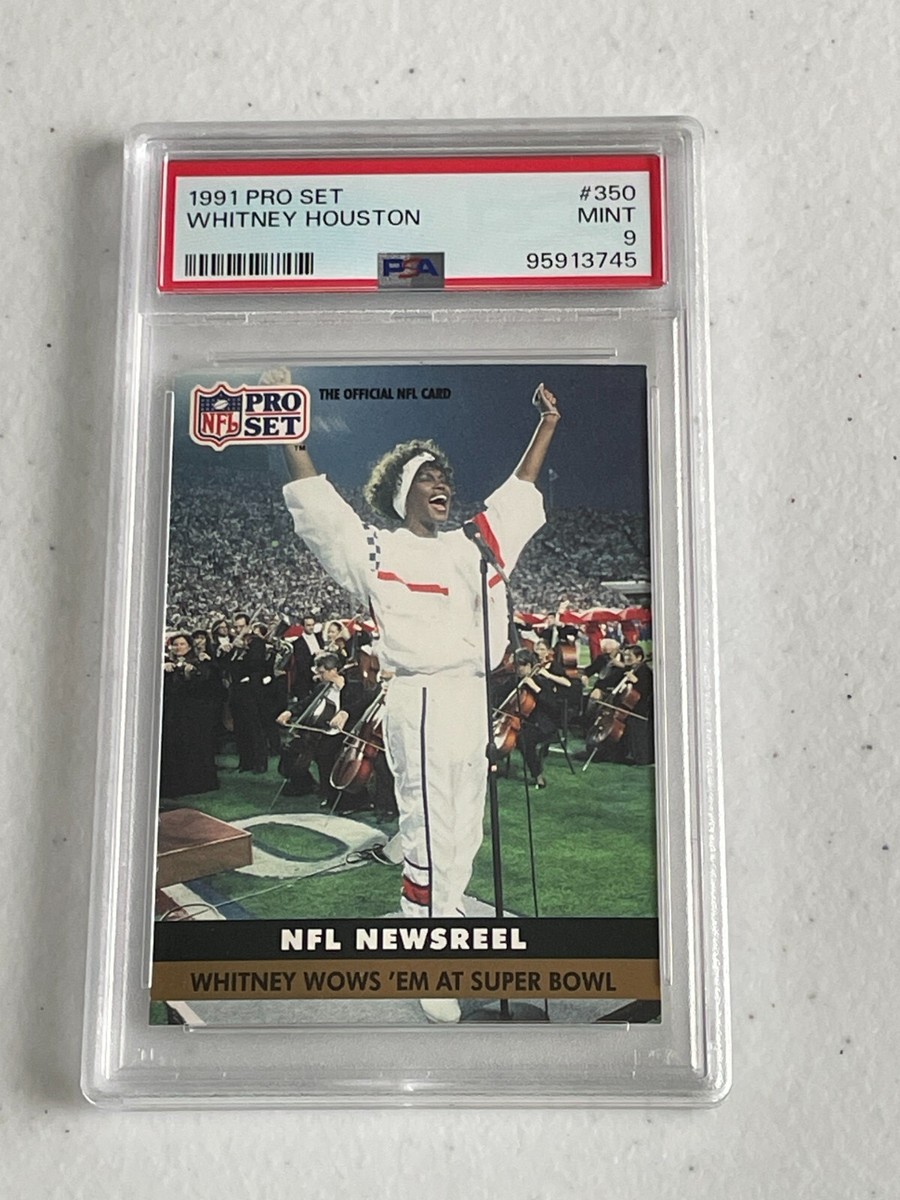 1991 PRO SET #350
WHITNEY HOUSTON MINT
9
PSA 95913745
NFL PRO SET ™
THE OFFICIAL NFL CARD
NFL NEWSREEL
WHITNEY WOWS 'EM AT SUPER BOWL